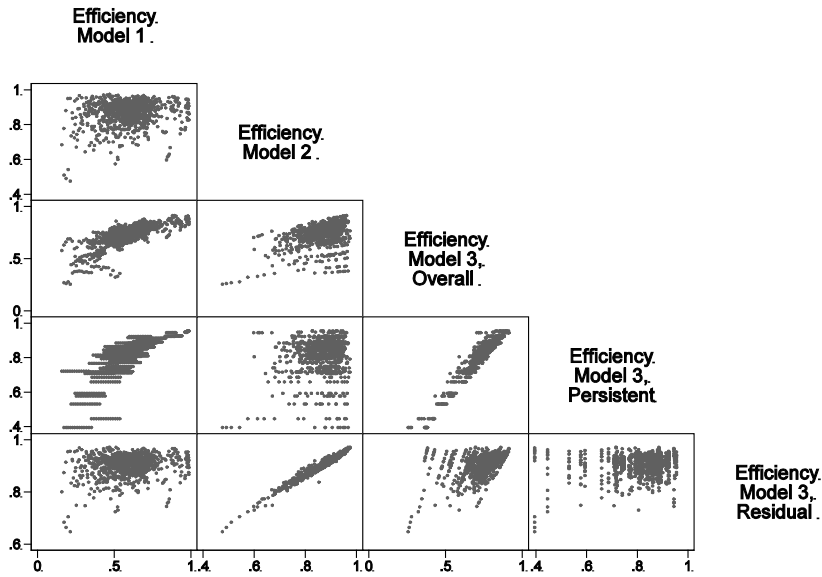 Efficiency.
Model 1 .
1.
.8.
.6.
.4.
Efficiency.
Model 2 .
1.
.5.
0.
Efficiency.
Model 3,.
Overall .
1.
.8.
.6.
.4.
Efficiency.
Model 3,.
Persistent.
1.
.8.
.6.
Efficiency.
Model 3,.
Residual .
0. .5. 1. .4. .6. .8. 1. 0. .5. 1. .4. .6. .8. 1.